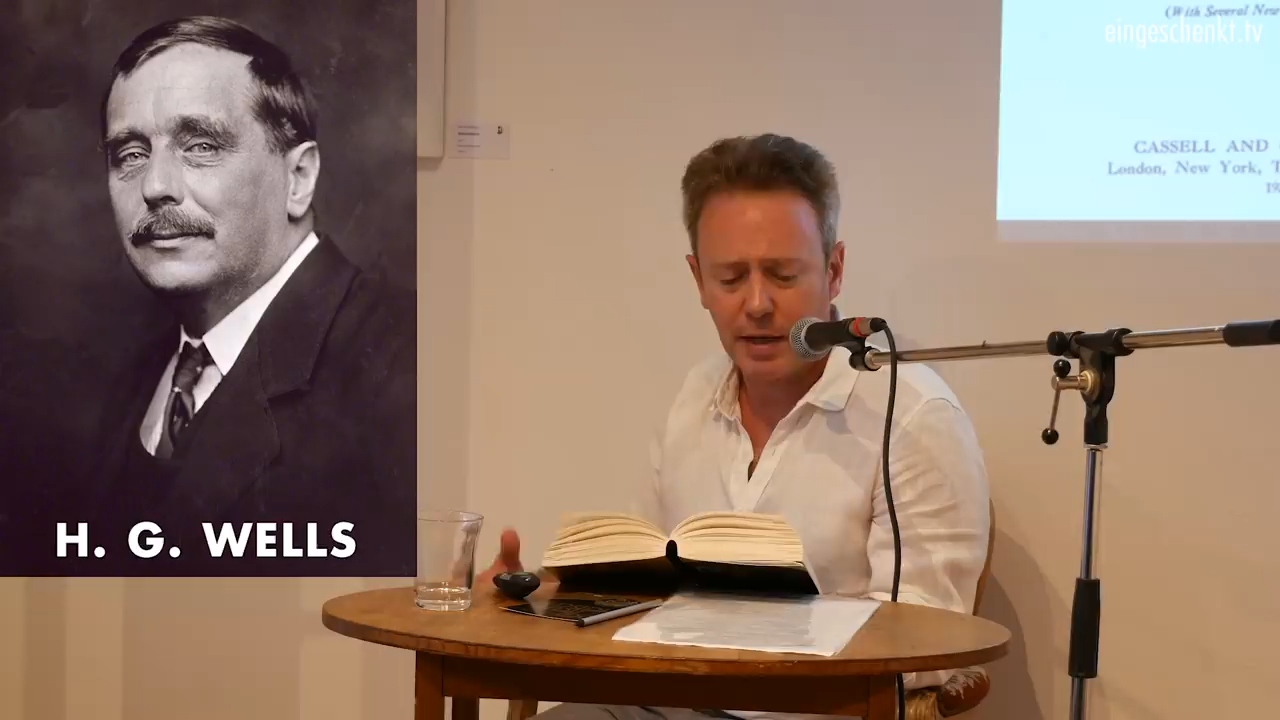 (With Several New
eingeschenkt.tv
CASSELL AND
London, New York,
H. G. WELLS